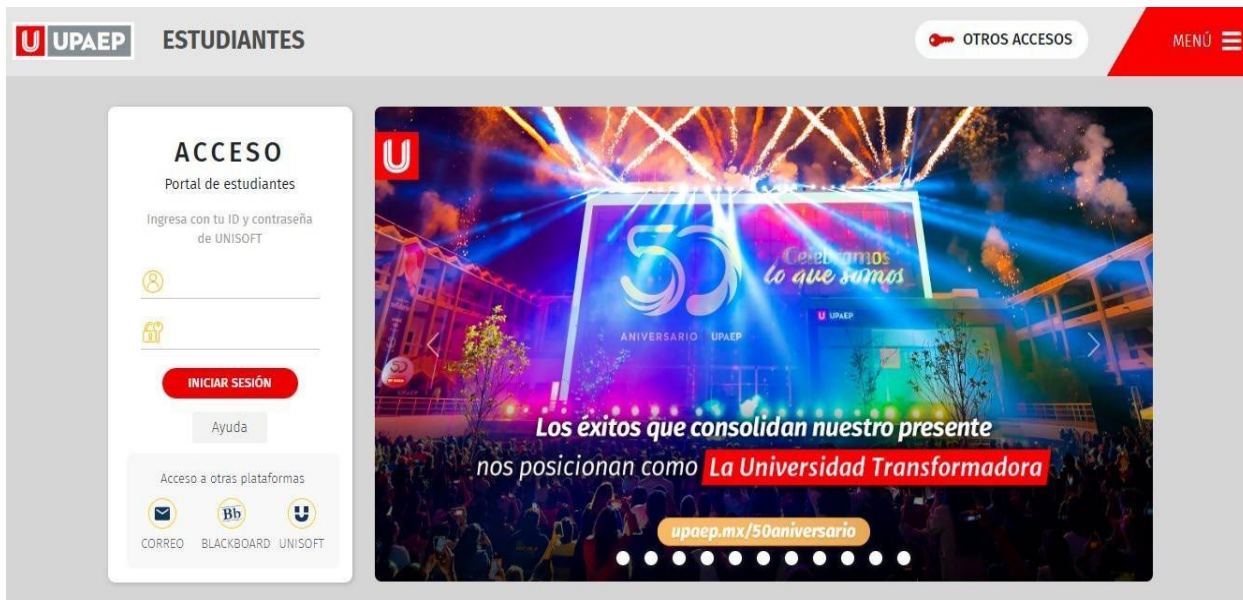 U UPAEP
ESTUDIANTES
OTROS ACCESOS
MENÚ
ACCESO
Portal de estudiantes
Ingresa con tu ID y contraseña
de UNISOFT
INICIAR SESIÓN
Ayuda
Acceso a otras plataformas
Bb
CORREO
BLACKBOARD
UNISOFT
U
50
Celebramos
lo que somos
U UPAEP
ANIVERSARIO UPAEP
50
Los éxitos que consolidan nuestro presente
nos posicionan como La Universidad Transformadora
upaep.mx/50aniversario